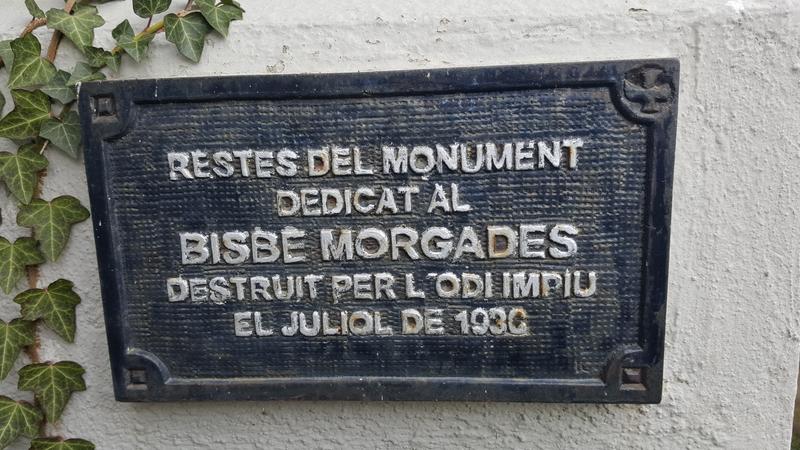 RESTES DEL MONUMENT
DEDICAT AL
BISBE MORGADES
DESTRUIT PER L'ODI IMPIU
EL JULIOL DE 1936